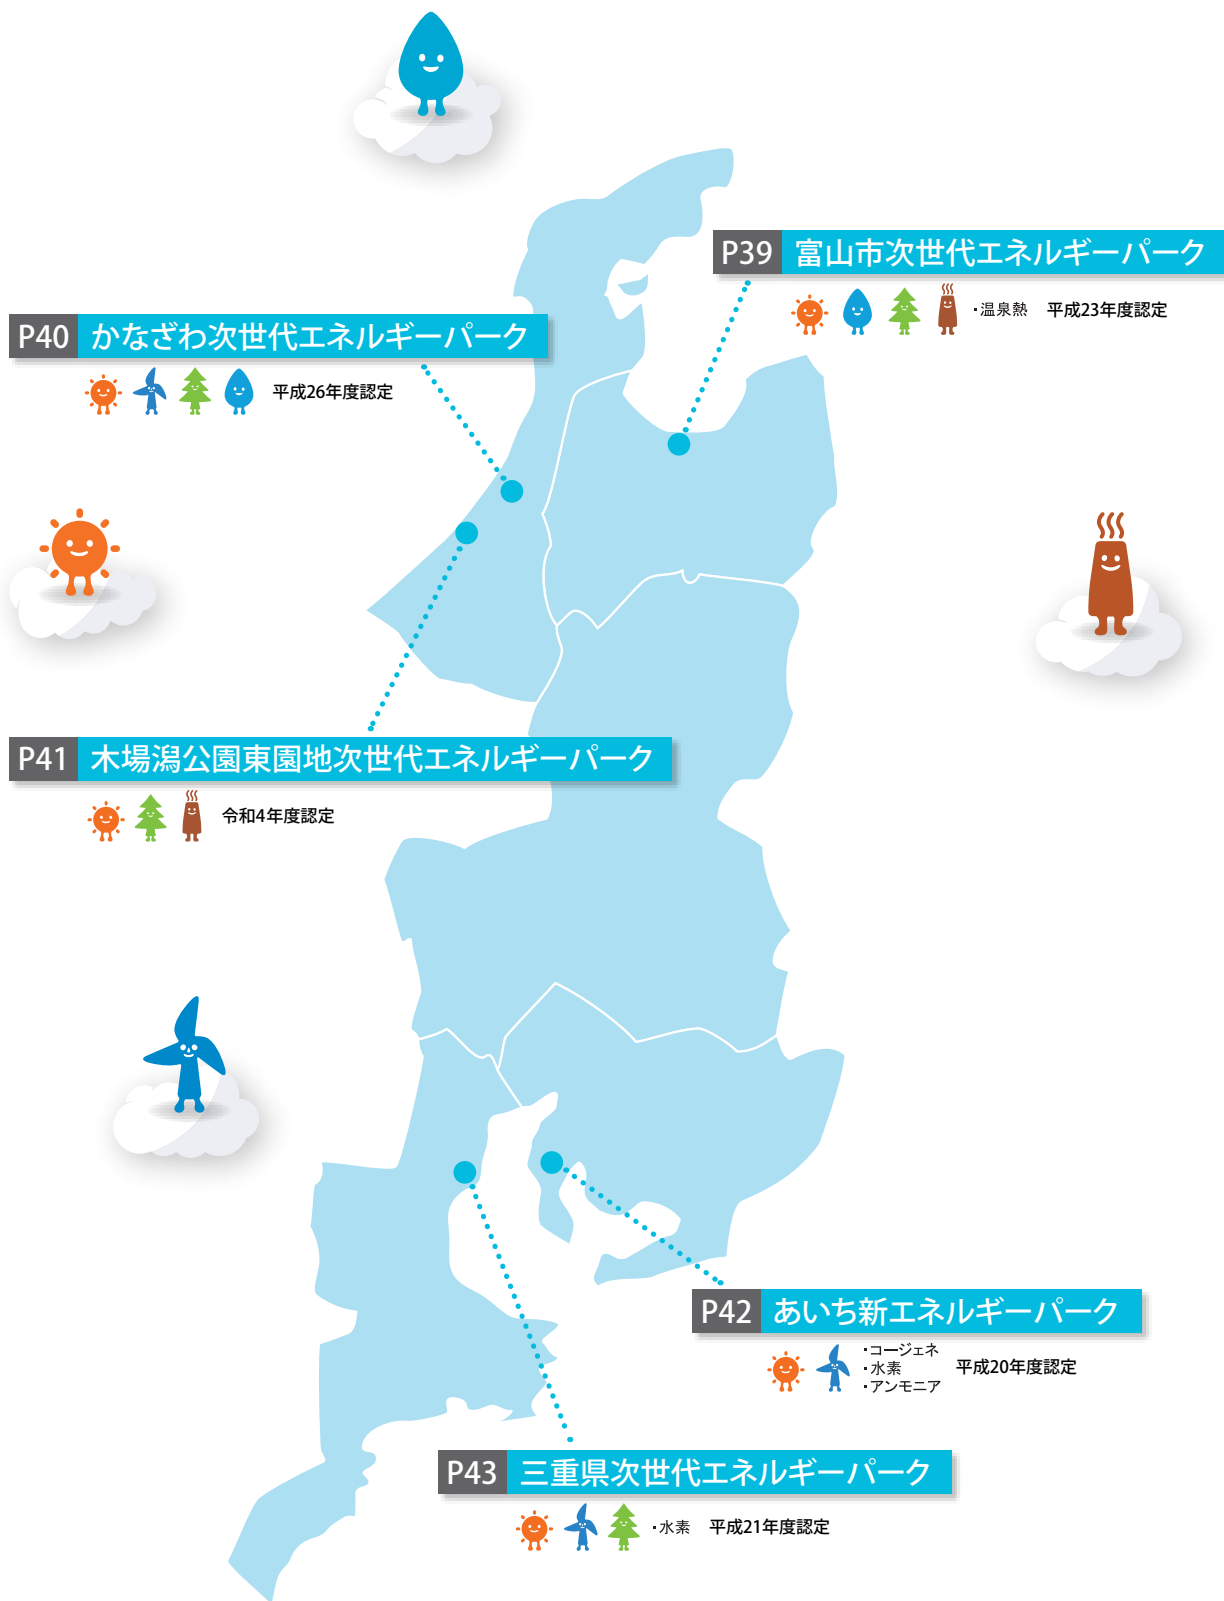 P39 富山市次世代エネルギーパーク
・温泉熱 平成23年度認定
P40 かなざわ次世代エネルギーパーク
平成26年度認定
P41 木場潟公園東園地次世代エネルギーパーク
令和4年度認定
P42 あいち新エネルギーパーク
・コージェネ
・水素
・アンモニア
平成20年度認定
P43 三重県次世代エネルギーパーク
・水素 平成21年度認定